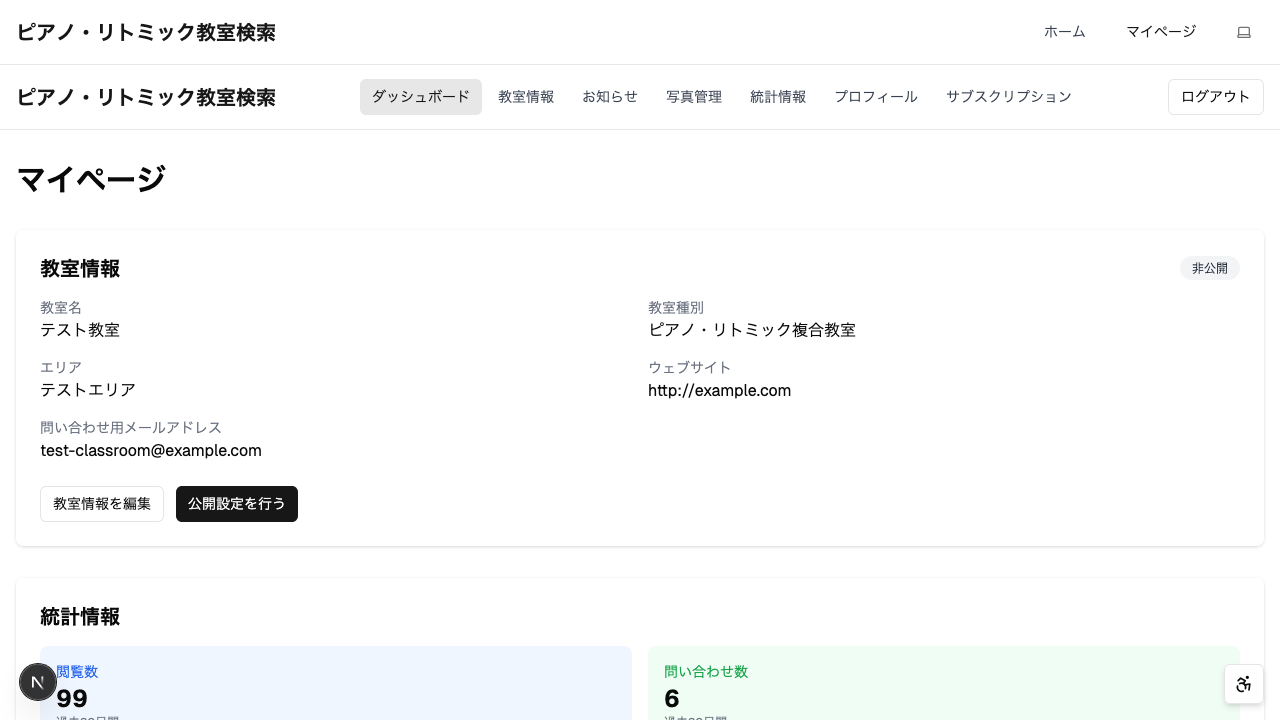 ピアノ・リトミック教室検索
ホーム
マイページ
ピアノ・リトミック教室検索
ダッシュボード
教室情報
お知らせ
写真管理
統計情報
プロフィール
サブスクリプション
ログアウト
マイページ
教室情報
非公開
教室名
テスト教室
教室種別
ピアノ・リトミック複合教室
エリア
テストエリア
ウェブサイト
http://example.com
問い合わせ用メールアドレス
test-classroom@example.com
教室情報を編集
公開設定を行う
統計情報
閲覧数
99
問い合わせ数
6
N